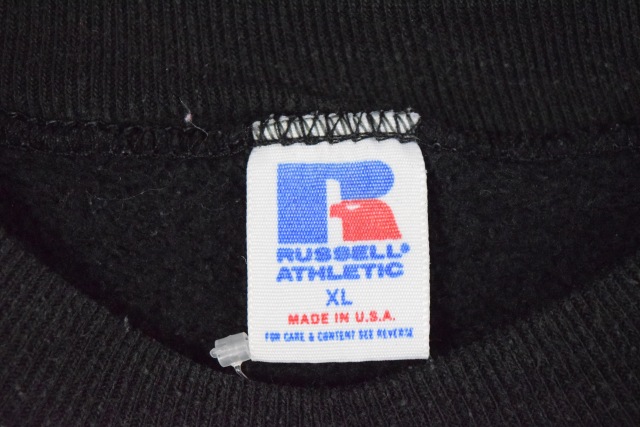 R
RUSSELL®
ATHLETIC
XL
MADE IN U.S.A.
FOR CARE & CONTENT SEE REVERSE